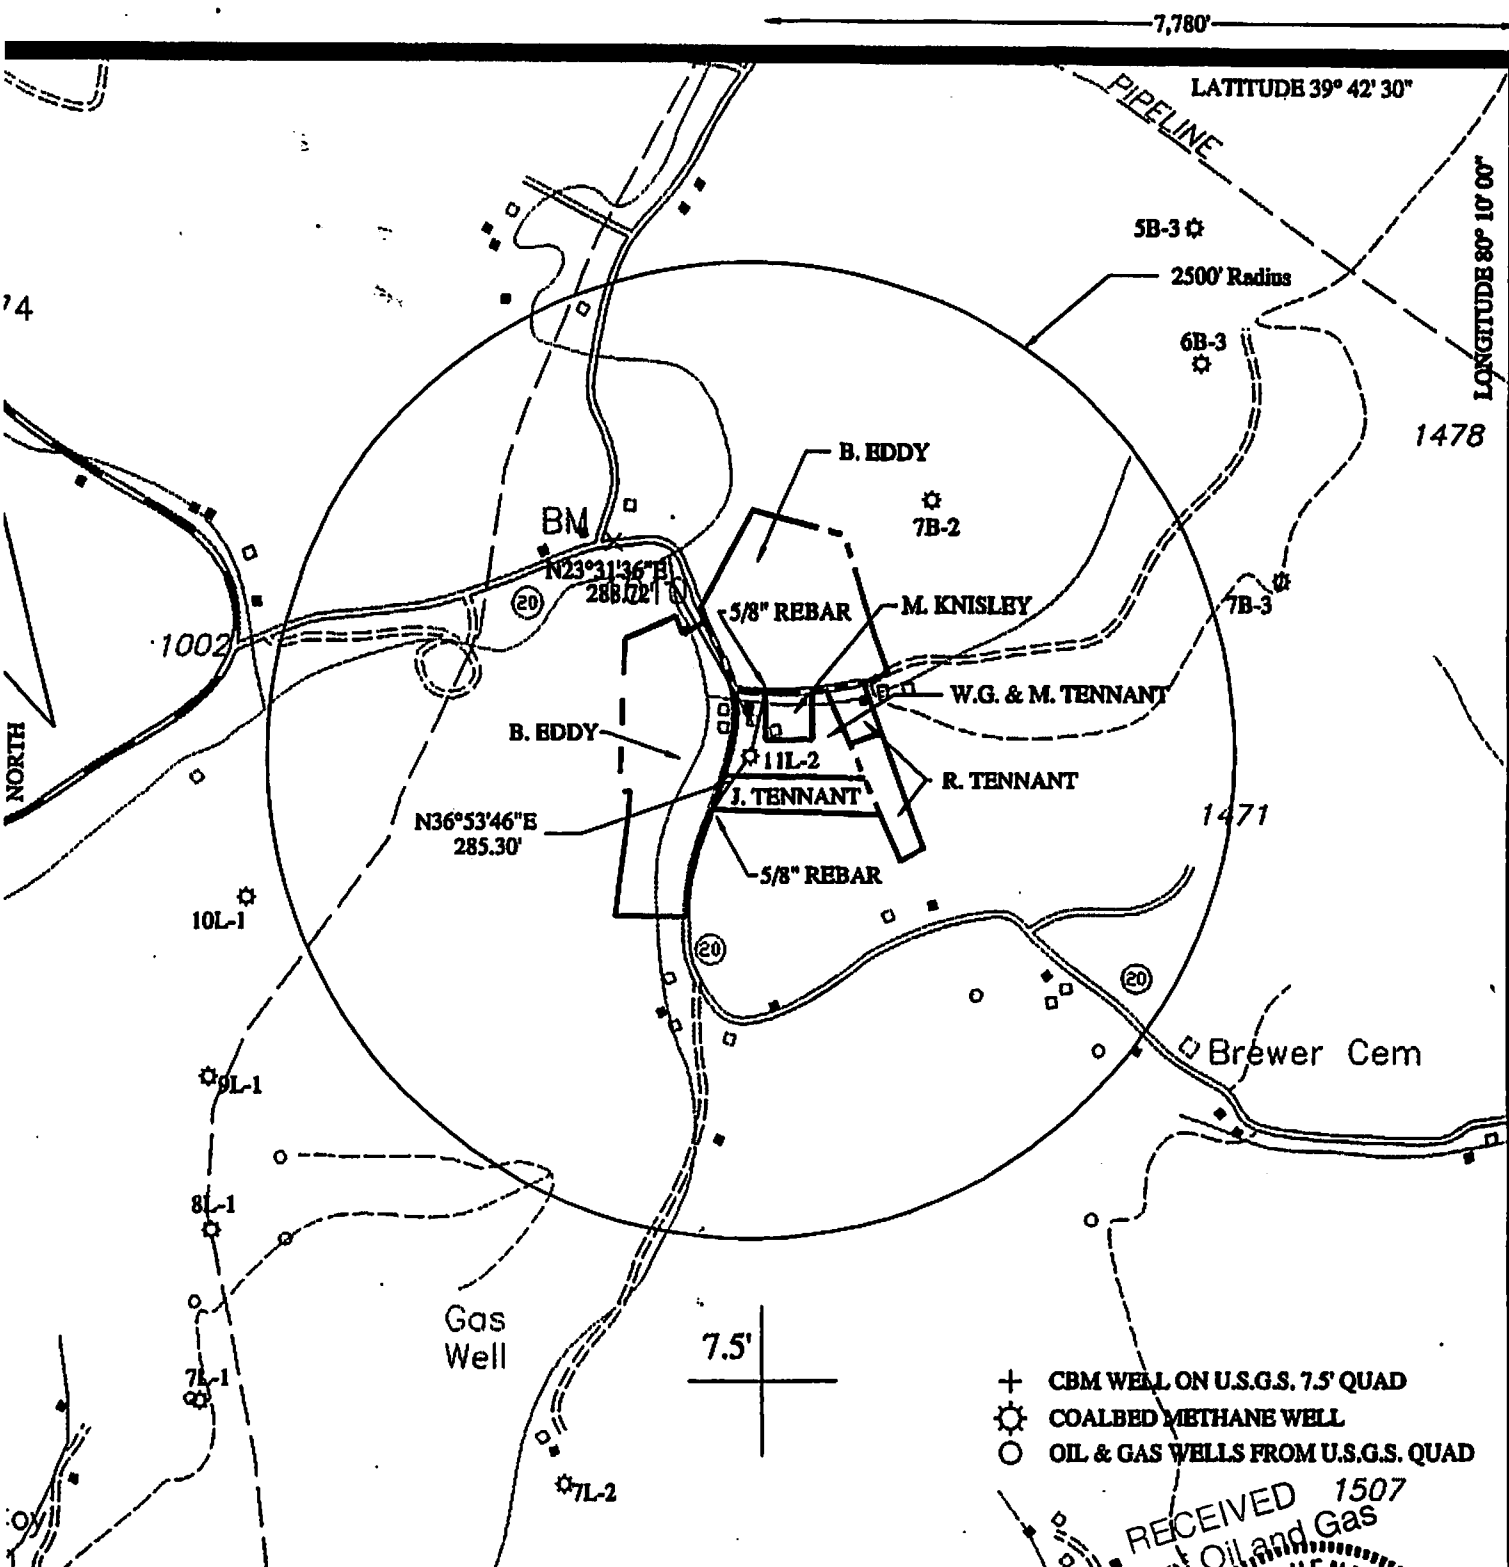 7,780'
LATITUDE 39° 42' 30"
PIPELINE
LONGITUDE 80° 10' 00"
5B-3
2500' Radius
6B-3
1478
B. EDDY
7B-2
BM
N23°31'36"E
288.72'
20
5/8" REBAR
M. KNISLEY
7B-3
1002
W.G. & M. TENNANT
B. EDDY
NORTH
11L-2
R. TENNANT
J. TENNANT
N36°53'46"E
285.30'
1471
5/8" REBAR
10L-1
20
20
Brewer Cem
9L-1
8L-1
Gas
Well
7.5'
7L-1
CBM WELL ON U.S.G.S. 7.5' QUAD
COALBED METHANE WELL
OIL & GAS WELLS FROM U.S.G.S. QUAD
7L-2
1507
RECEIVED
Oil and Gas